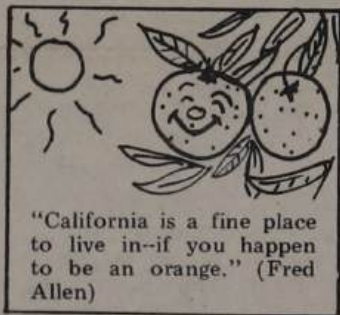 "California is a fine place
to live in--if you happen
to be an orange." (Fred
Allen)